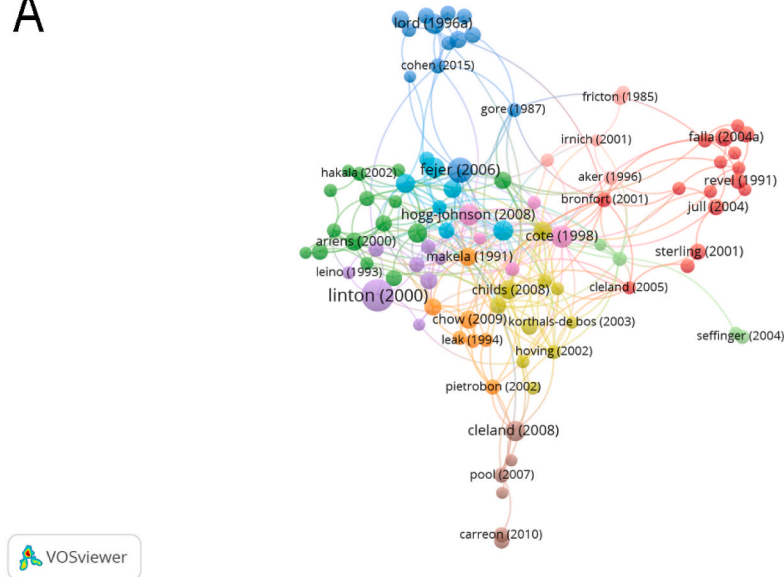 A
lord (1996a)
cohen (2015)
gore (1987)
fricton (1985)
irnich (2001)
falla (2004a)
hakala (2002)
fejer (2006)
aker (1996)
revel (1991)
bronfort (2001)
jull (2004)
hogg-johnson (2008)
ariens (2000)
cote (1998)
makela (1991)
sterling (2001)
leino (1993)
linton (2000)
childs (2008)
cleland (2005)
chow (2009)
korthals-de bos (2003)
leak (1994)
hoving (2002)
seffinger (2004)
pietrobon (2002)
cleland (2008)
pool (2007)
carreon (2010)
VOSviewer